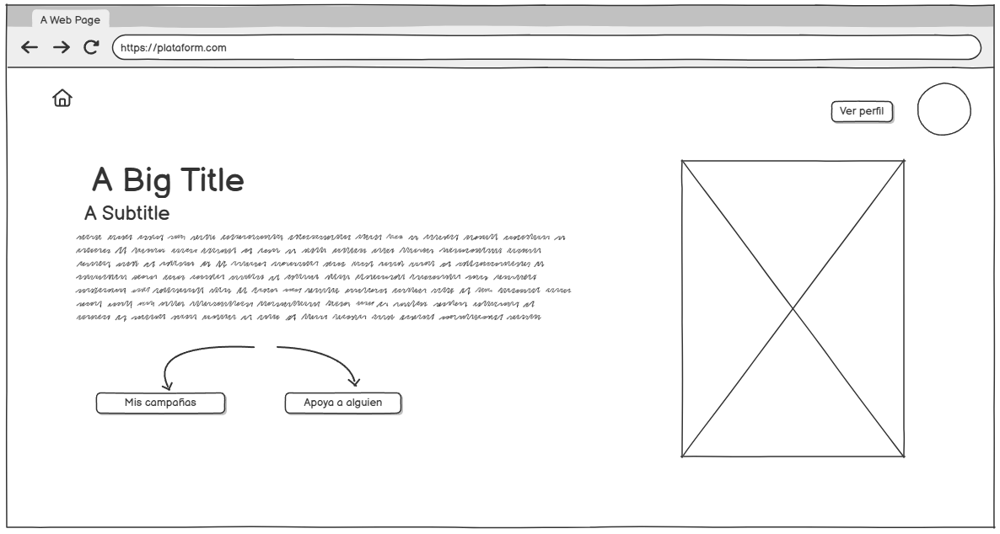 A Web Page
https://plataform.com
Ver perfil
A Big Title
A Subtitle
Mis campañas
Apoya a alguien